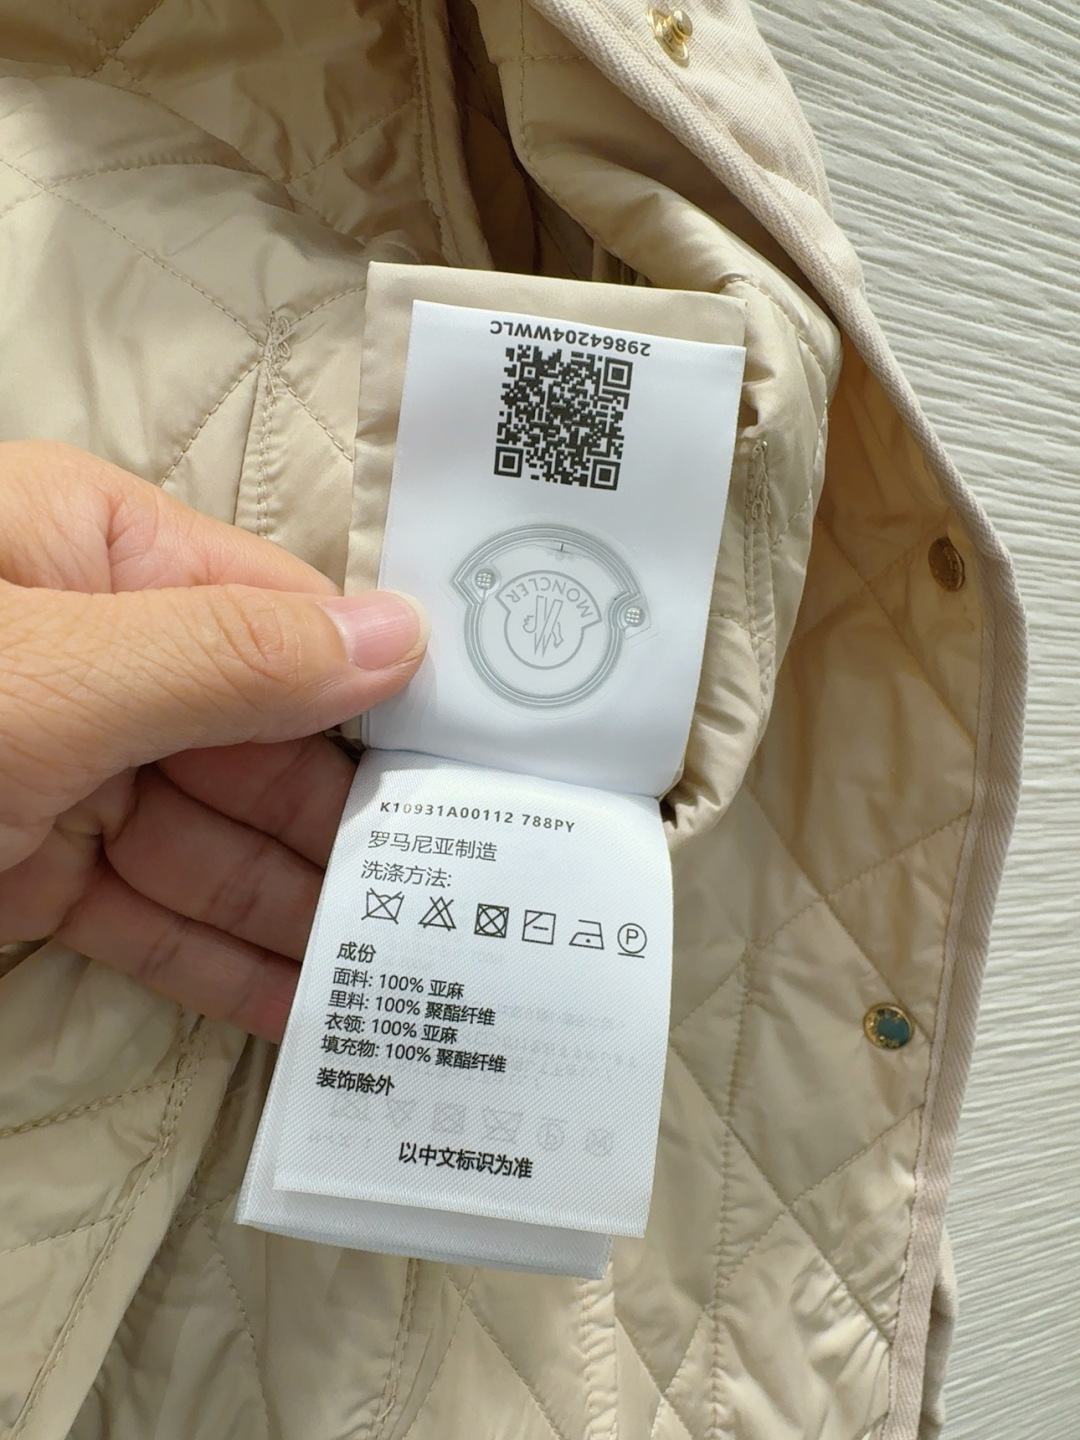 29864204WWLC
MONCLER
K10931A00112 788PY
罗马尼亚制造
洗涤方法:
P
成份
面料: 100% 亚麻
里料: 100% 聚酯纤维
衣领: 100% 亚麻
填充物: 100% 聚酯纤维
装饰除外
以中文标识为准